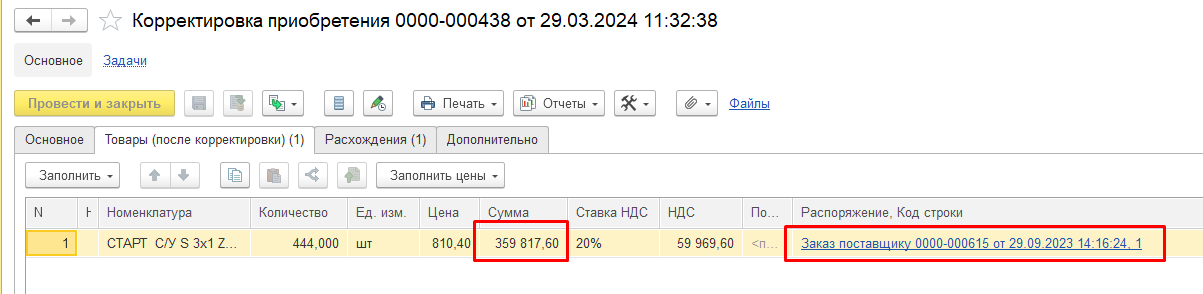 Корректировка приобретения 0000-000438 от 29.03.2024 11:32:38
Основное Задачи
Провести и закрыть Печать Отчеты Файлы
Основное Товары (после корректировки) (1) Расхождения (1) Дополнительно
Заполнить Заполнить цены
N Н Номенклатура Количество Ед. изм. Цена Сумма Ставка НДС НДС По... Распоряжение, Код строки
1 СТАРТ С/У S 3x1 Z... 444,000 шт 810,40 359 817,60 20% 59 969,60 <п... Заказ поставщику 0000-000615 от 29.09.2023 14:16:24, 1